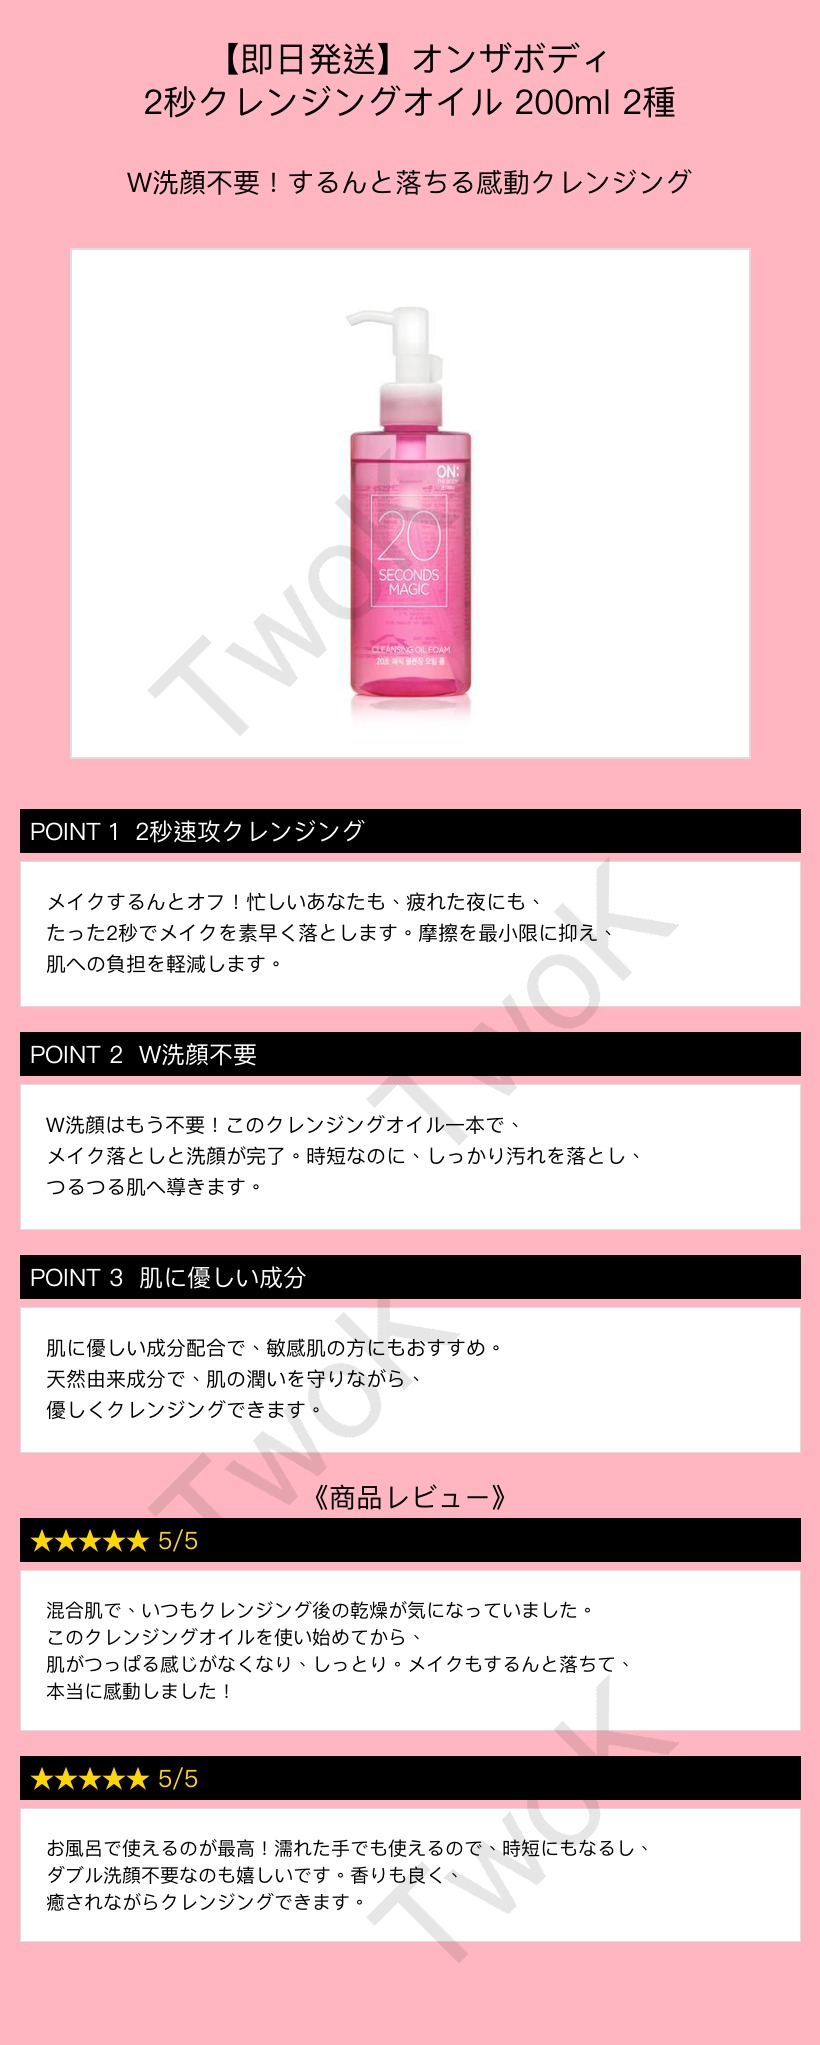 【即日発送】オンザボディ
2秒クレンジングオイル 200ml 2種
W洗顔不要！するんと落ちる感動クレンジング
ON:
THE BODY
20
SECONDS
MAGIC
CLEANSING OIL FOAM
20초 매직 클렌징 오일 폼
TwoK
POINT 1 2秒速攻クレンジング
メイクするんとオフ！忙しいあなたも、疲れた夜にも、
たった2秒でメイクを素早く落とします。摩擦を最小限に抑え、
肌への負担を軽減します。
TwoK
POINT 2 W洗顔不要
W洗顔はもう不要！このクレンジングオイル一本で、
メイク落としと洗顔が完了。時短なのに、しっかり汚れを落とし、
つるつる肌へ導きます。
POINT 3 肌に優しい成分
肌に優しい成分配合で、敏感肌の方にもおすすめ。
天然由来成分で、肌の潤いを守りながら、
優しくクレンジングできます。
TwoK
《商品レビュー》
★★★★★ 5/5
混合肌で、いつもクレンジング後の乾燥が気になっていました。
このクレンジングオイルを使い始めてから、
肌がつっぱる感じがなくなり、しっとり。メイクもするんと落ちて、
本当に感動しました！
★★★★★ 5/5
お風呂で使えるのが最高！濡れた手でも使えるので、時短にもなるし、
ダブル洗顔不要なのも嬉しいです。香りも良く、
癒されながらクレンジングできます。
TwoK